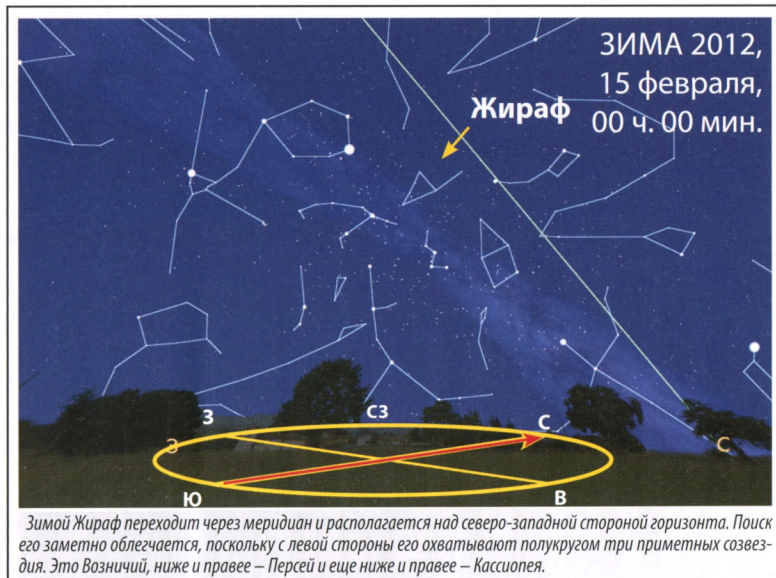 ЗИМА 2012,
15 февраля,
00 ч. 00 мин.
Жираф
З
СЗ
С
З
С
Ю
В
Зимой Жираф переходит через меридиан и располагается над северо-западной стороной горизонта. Поиск
его заметно облегчается, поскольку с левой стороны его охватывают полукругом три приметных созвез-
дия. Это Возничий, ниже и правее – Персей и еще ниже и правее – Кассиопея.